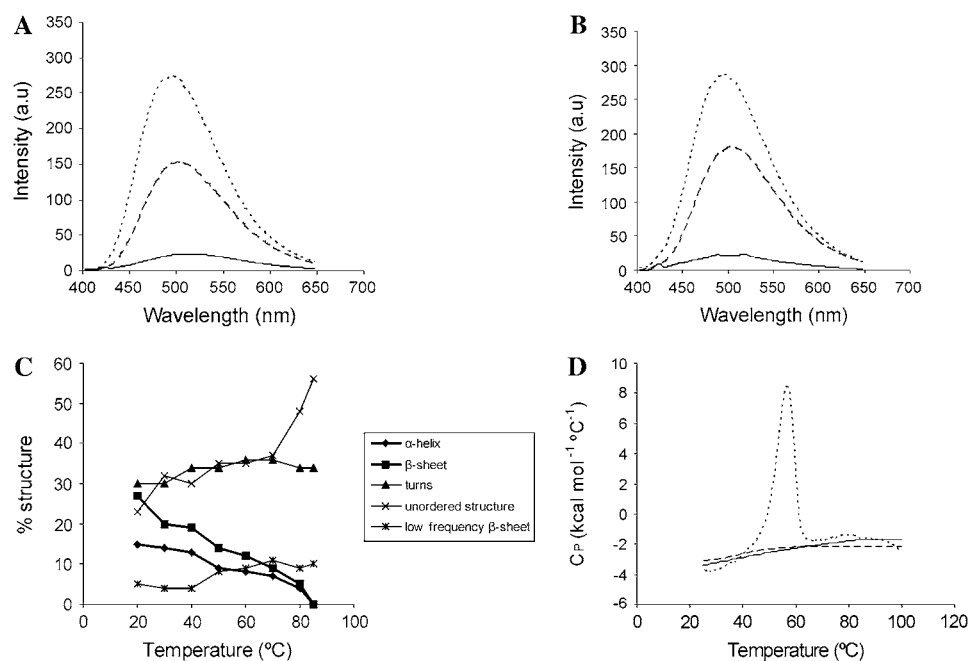 A
350
300
250
200
150
100
50
0
Intensity (a.u)
400 450 500 550 600 650 700
Wavelength (nm)
B
350
300
250
200
150
100
50
0
Intensity (a.u)
400 450 500 550 600 650 700
Wavelength (nm)
C
60
50
40
30
20
10
0
% structure
0 20 40 60 80 100
Temperature (ºC)
α-helix
β-sheet
turns
unordered structure
low frequency β-sheet
D
10
8
6
4
2
0
-2
-4
-6
CP (kcal mol⁻¹ ºC⁻¹)
20 40 60 80 100 120
Temperature (ºC)